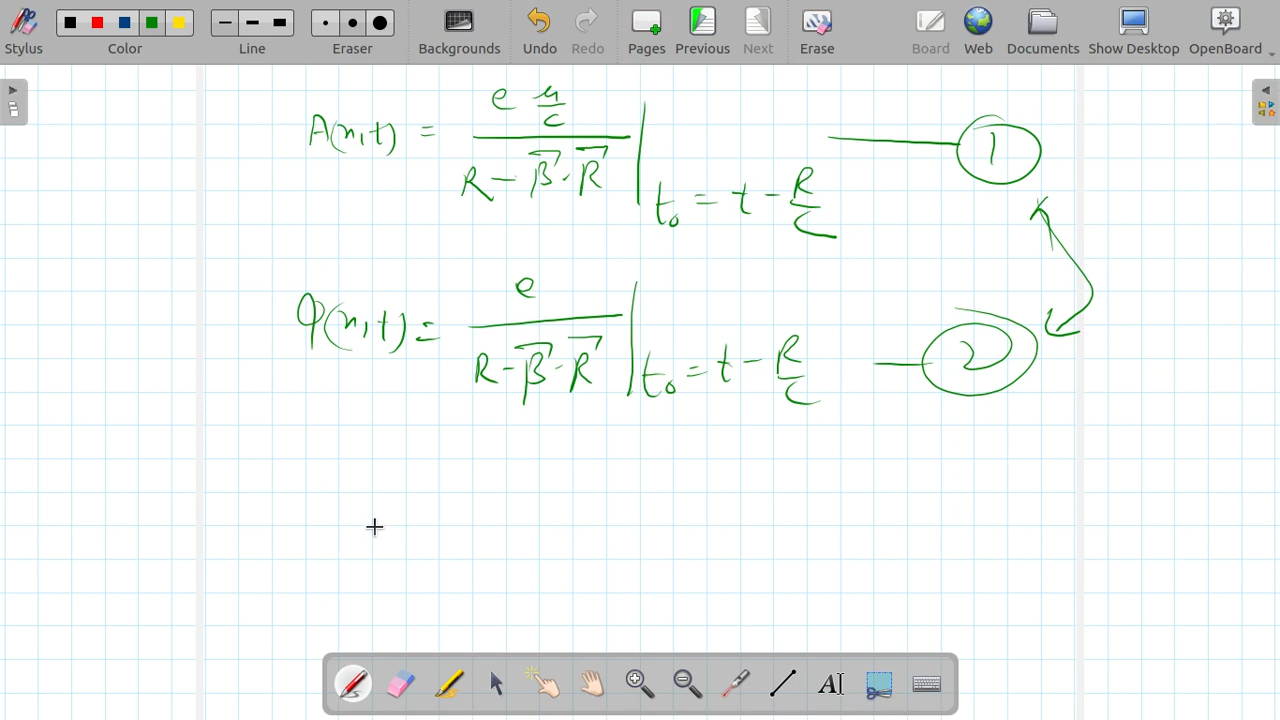 Stylus Color Line Eraser Backgrounds Undo Redo Pages Previous Next Erase Board Web Documents Show Desktop OpenBoard
A(x,t) = e u/c / R - β⃗·R⃗ | t₀ = t - R/c — 1
φ(x,t) = e / R - β⃗·R⃗ | t₀ = t - R/c — 2
AI